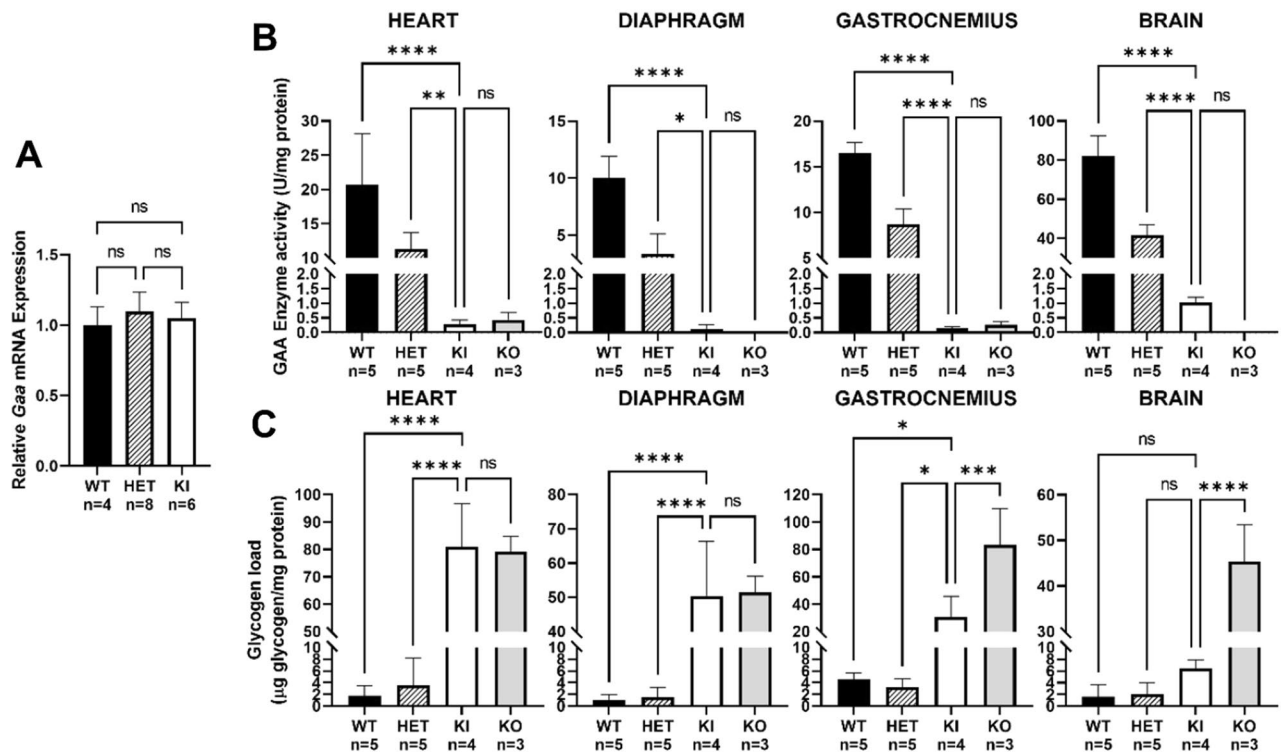 A
Relative Gaa mRNA Expression
ns
ns ns
1.5
1.0
0.5
0.0
WT HET KI
n=4 n=8 n=6
B
GAA Enzyme activity (U/mg protein)
HEART
****
** ns
30
25
20
15
10
2.0
1.5
1.0
0.5
0.0
WT HET KI KO
n=5 n=5 n=4 n=3
DIAPHRAGM
****
* ns
15
10
5
2.0
1.5
1.0
0.5
0.0
WT HET KI KO
n=5 n=5 n=4 n=3
GASTROCNEMIUS
****
**** ns
20
15
10
5
2.0
1.5
1.0
0.5
0.0
WT HET KI KO
n=5 n=5 n=4 n=3
BRAIN
****
**** ns
100
80
60
40
20
2.0
1.5
1.0
0.5
0.0
WT HET KI KO
n=5 n=5 n=4 n=3
C
Glycogen load
(µg glycogen/mg protein)
HEART
****
**** ns
100
90
80
70
60
50
10
8
6
4
2
0
WT HET KI KO
n=5 n=5 n=4 n=3
DIAPHRAGM
****
**** ns
80
70
60
50
40
10
8
6
4
2
0
WT HET KI KO
n=5 n=5 n=4 n=3
GASTROCNEMIUS
*
* ***
120
100
80
60
40
20
10
8
6
4
2
0
WT HET KI KO
n=5 n=5 n=4 n=3
BRAIN
ns
ns ****
60
50
40
30
10
8
6
4
2
0
WT HET KI KO
n=5 n=5 n=4 n=3